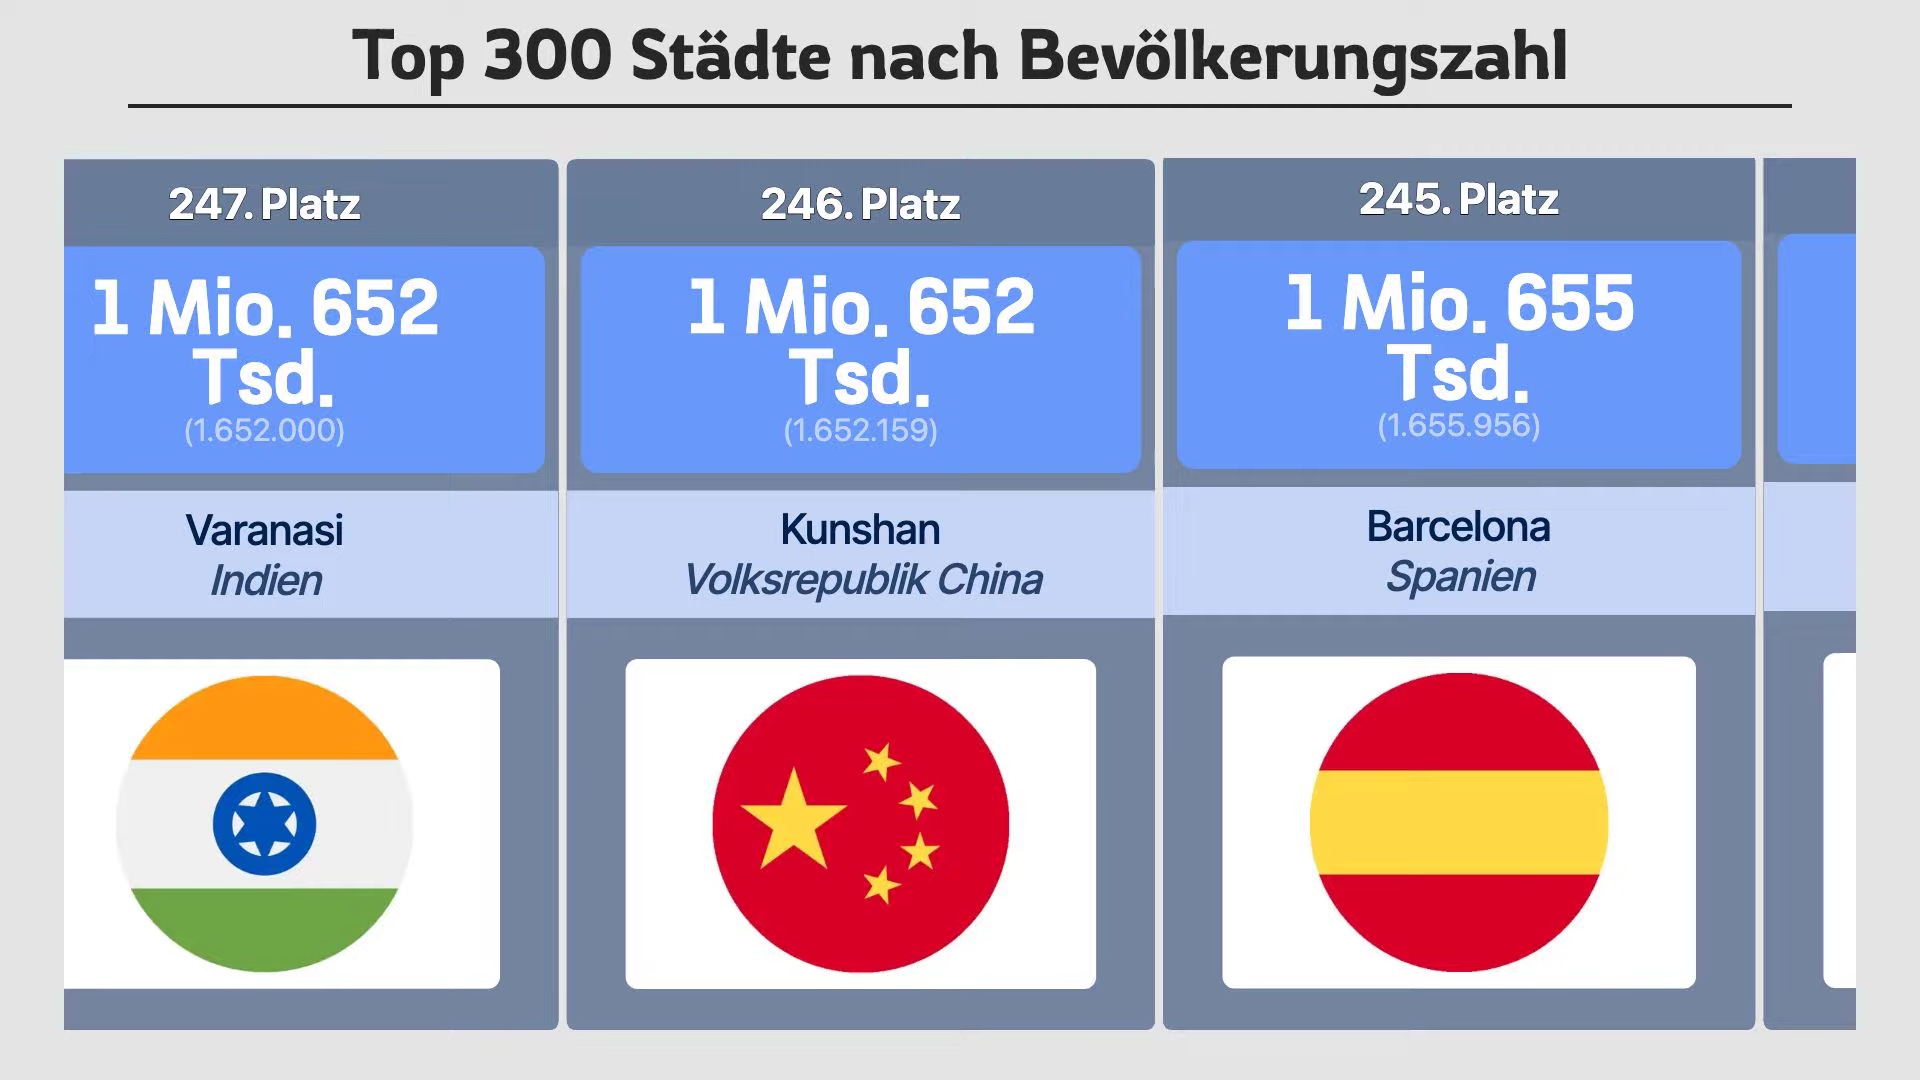 Top 300 Städte nach Bevölkerungszahl
247. Platz
1 Mio. 652
Tsd.
(1.652.000)
Varanasi
Indien
246. Platz
1 Mio. 652
Tsd.
(1.652.159)
Kunshan
Volksrepublik China
245. Platz
1 Mio. 655
Tsd.
(1.655.956)
Barcelona
Spanien